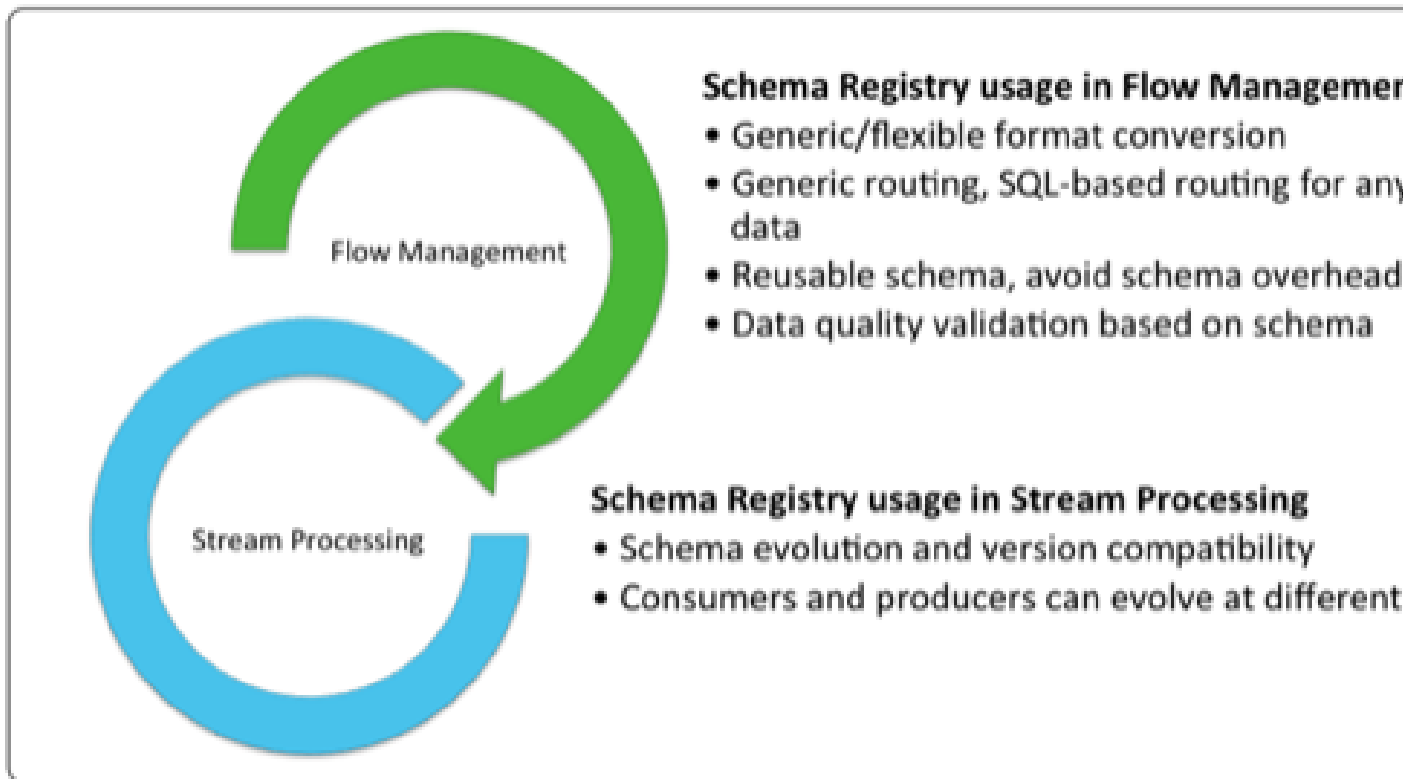 Schema Registry usage in Flow Managemen
• Generic/flexible format conversion
• Generic routing, SQL-based routing for any
data
Flow Management
• Reusable schema, avoid schema overhead
• Data quality validation based on schema
Schema Registry usage in Stream Processing
Stream Processing
• Schema evolution and version compatibility
• Consumers and producers can evolve at different